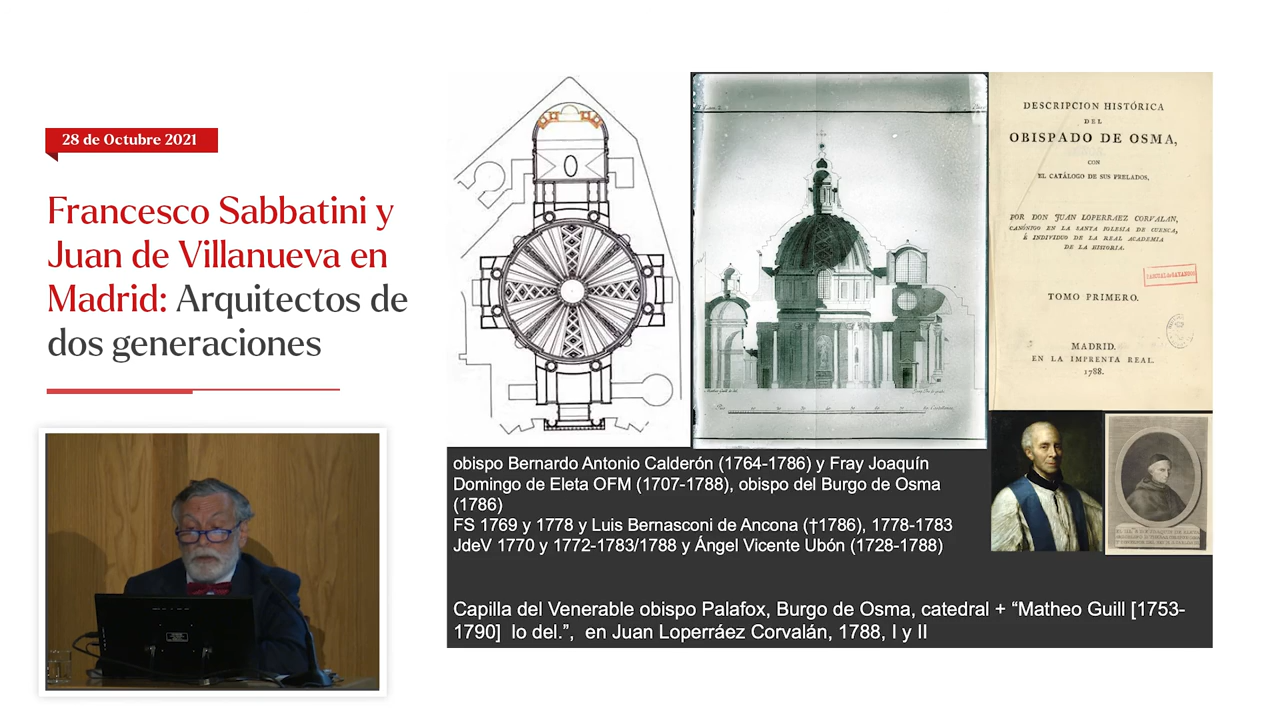 28 de Octubre 2021
Francesco Sabbatini y
Juan de Villanueva en
Madrid: Arquitectos de
dos generaciones
DESCRIPCION HISTÓRICA
DEL
OBISPADO DE OSMA,
CON
EL CATÁLOGO DE SUS PRELADOS,
POR DON JUAN LOPERRAEZ CORVALAN,
CANÓNIGO EN LA SANTA IGLESIA DE CUENCA,
É INDIVIDUO DE LA REAL ACADEMIA
DE LA HISTORIA.
TOMO PRIMERO.
MADRID.
EN LA IMPRENTA REAL.
1788.
obispo Bernardo Antonio Calderón (1764-1786) y Fray Joaquín
Domingo de Eleta OFM (1707-1788), obispo del Burgo de Osma
(1786)
FS 1769 y 1778 y Luis Bernasconi de Ancona (†1786), 1778-1783
JdeV 1770 y 1772-1783/1788 y Ángel Vicente Ubón (1728-1788)
Capilla del Venerable obispo Palafox, Burgo de Osma, catedral + “Matheo Guill [1753-
1790] lo del.”, en Juan Loperráez Corvalán, 1788, I y II